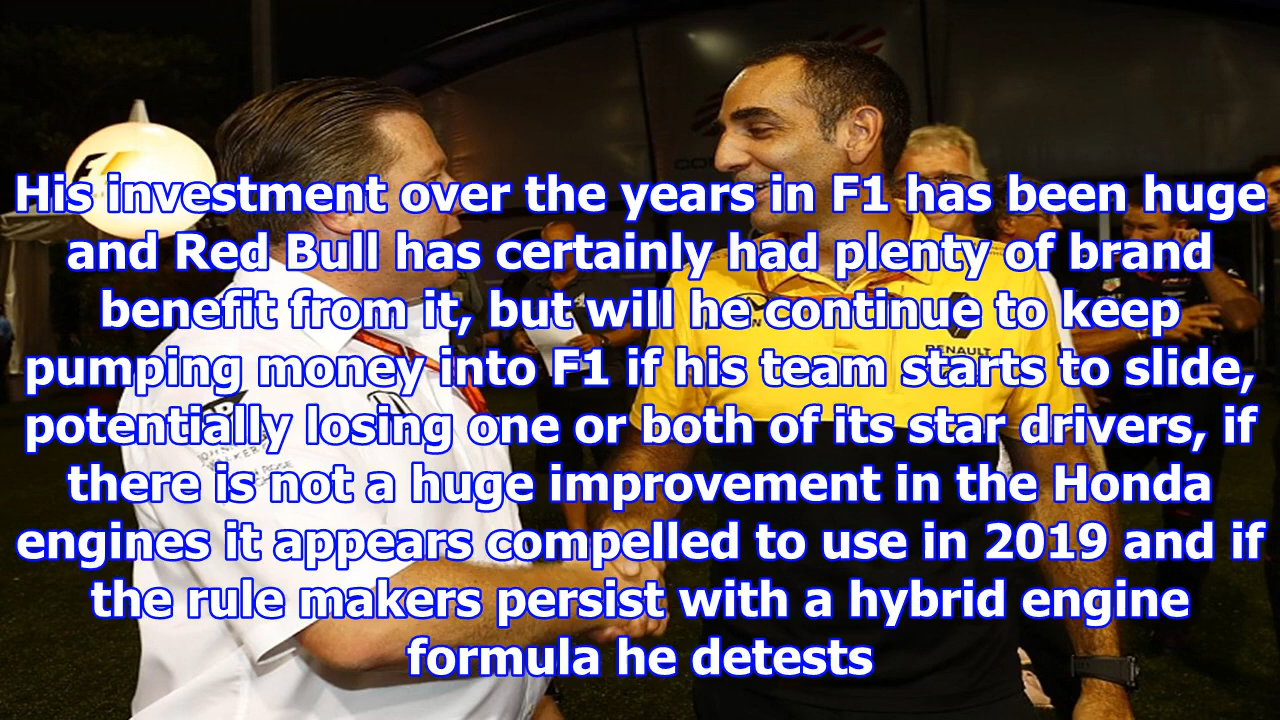 His investment over the years in F1 has been huge
and Red Bull has certainly had plenty of brand
benefit from it, but will he continue to keep
pumping money into F1 if his team starts to slide,
potentially losing one or both of its star drivers, if
there is not a huge improvement in the Honda
engines it appears compelled to use in 2019 and if
the rule makers persist with a hybrid engine
formula he detests
RENAULT